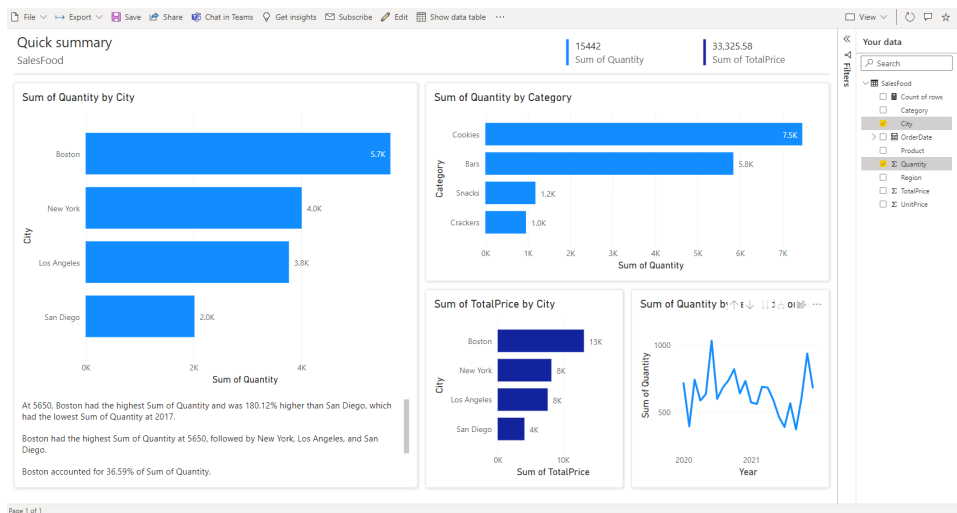 File Export Save Share Chat in Teams Get insights Subscribe Edit Show data table ... View
Quick summary
SalesFood
15442
Sum of Quantity
33,325.58
Sum of TotalPrice
Sum of Quantity by City
City
Boston 5.7K
New York 4.0K
Los Angeles 3.8K
San Diego 2.0K
0K 2K 4K
Sum of Quantity
At 5650, Boston had the highest Sum of Quantity and was 180.12% higher than San Diego, which
had the lowest Sum of Quantity at 2017.
Boston had the highest Sum of Quantity at 5650, followed by New York, Los Angeles, and San
Diego.
Boston accounted for 36.59% of Sum of Quantity.
Sum of Quantity by Category
Category
Cookies 7.5K
Bars 5.8K
Snacks 1.2K
Crackers 1.0K
0K 1K 2K 3K 4K 5K 6K 7K
Sum of Quantity
Sum of TotalPrice by City
City
Boston 13K
New York 8K
Los Angeles 8K
San Diego 4K
0K 10K
Sum of TotalPrice
Sum of Quantity
Sum of Quantity
1000
500
2020 2021
Year
Filters
Your data
Search
SalesFood
Count of rows
Category
City
OrderDate
Product
Σ Quantity
Region
Σ TotalPrice
Σ UnitPrice
Page 1 of 1